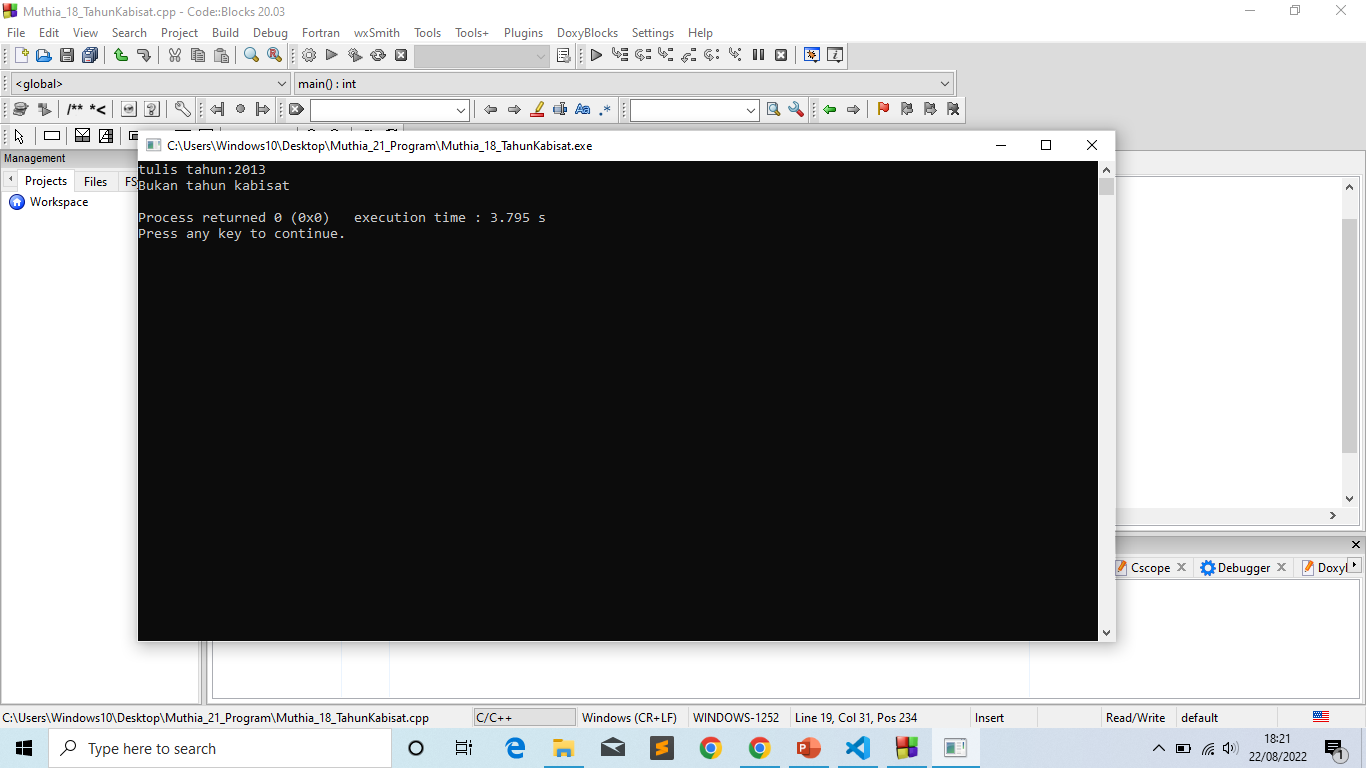 Muthia_18_TahunKabisat.cpp - Code::Blocks 20.03
File Edit View Search Project Build Debug Fortran wxSmith Tools Tools+ Plugins DoxyBlocks Settings Help
<global> main() : int
/** *<
Aa .*
Management
C:\Users\Windows10\Desktop\Muthia_21_Program\Muthia_18_TahunKabisat.exe
Projects Files FS
Workspace
tulis tahun:2013
Bukan tahun kabisat
Process returned 0 (0x0) execution time : 3.795 s
Press any key to continue.
Cscope Debugger Doxyl
C:\Users\Windows10\Desktop\Muthia_21_Program\Muthia_18_TahunKabisat.cpp C/C++ Windows (CR+LF) WINDOWS-1252 Line 19, Col 31, Pos 234 Insert Read/Write default
Type here to search
18:21
22/08/2022
1